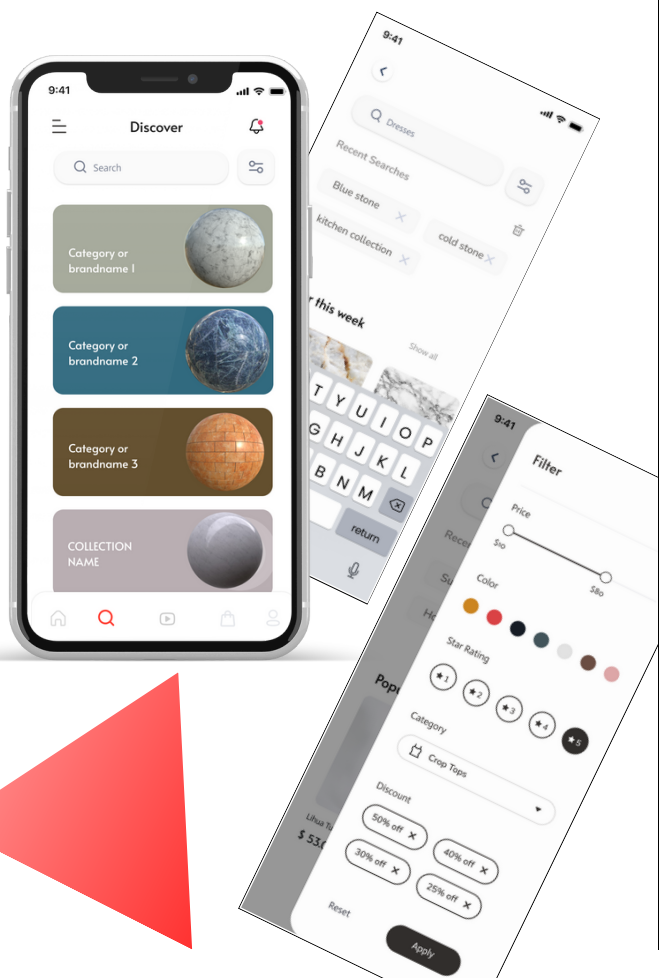 9:41
Discover
Search
Category or
brandname 1
Category or
brandname 2
Category or
brandname 3
COLLECTION
NAME
9:41
Dresses
Recent Searches
Blue stone
cold stone
kitchen collection
this week
Show all
T Y U I O P
G H J K L
B N M
return
9:41
Filter
Price
$10
$80
Color
Star Rating
★1 ★2 ★3 ★4 ★5
Category
Crop Tops
Discount
50% off ✕
40% off ✕
30% off ✕
25% off ✕
Reset
Apply
Lihua